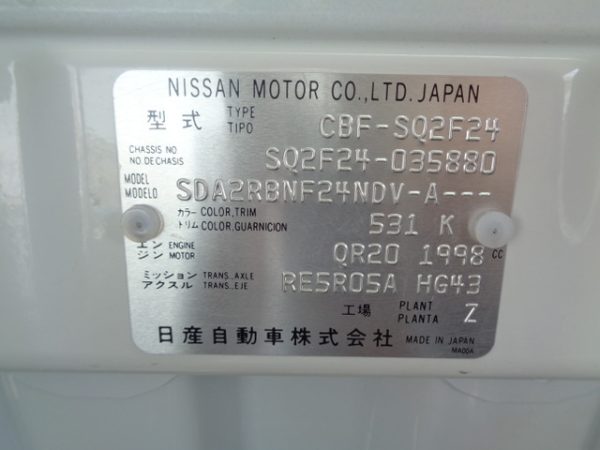 NISSAN MOTOR CO.,LTD. JAPAN
型式 TYPE TIPO CBF-SQ2F24
CHASSIS NO. NO. DE CHASIS SQ2F24-035880
MODEL MODELO SDA2RBNF24NDV-A---
カラー COLOR, TRIM
トリム COLOR, GUARNICION 531 K
エンジン ENGINE MOTOR QR20 1998 CC
ミッション TRANS. AXLE
アクスル TRANS. EJE RE5R05A HG43
工場 PLANT PLANTA Z
日産自動車株式会社 MADE IN JAPAN
MA00A